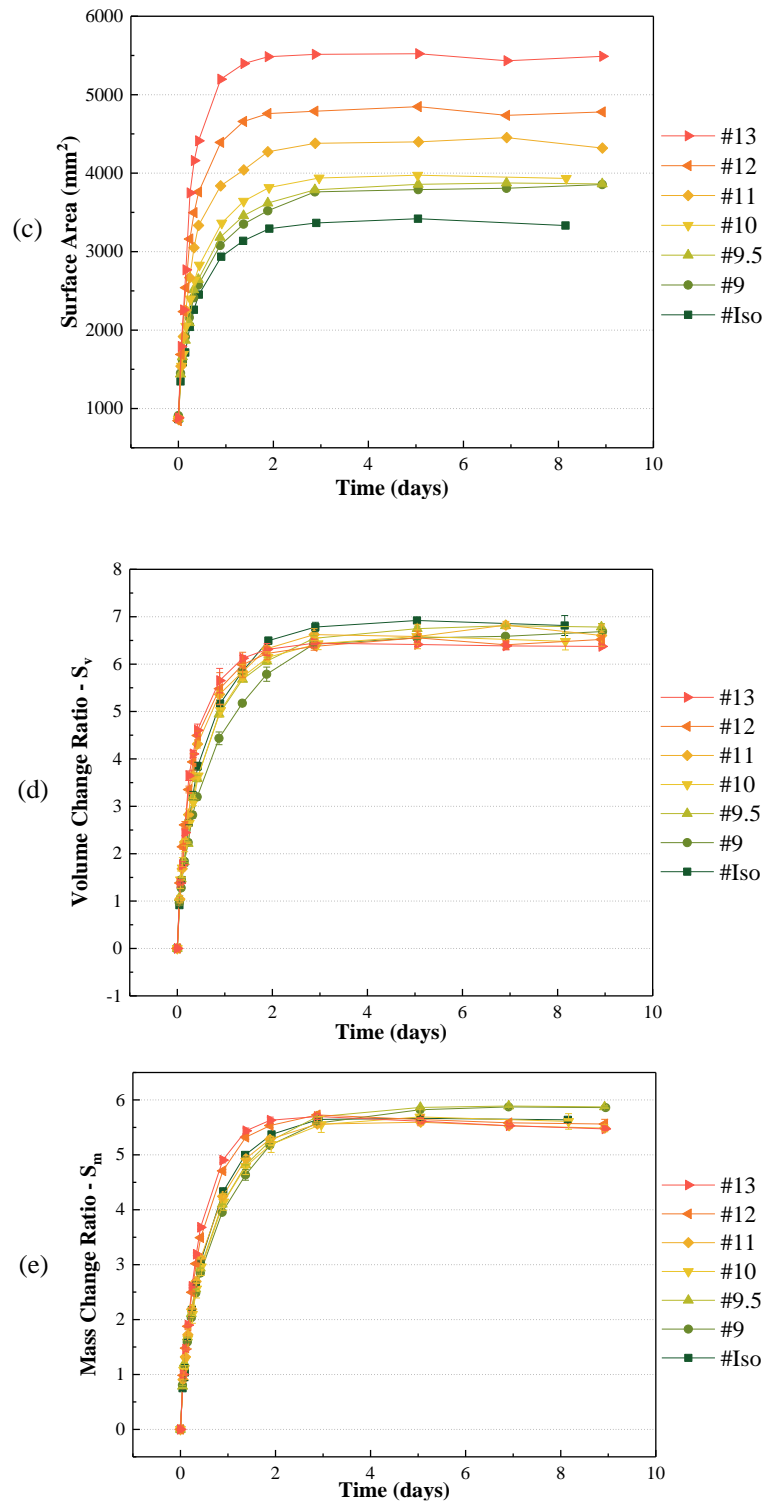 (c)
Surface Area (mm²)
6000
5000
4000
3000
2000
1000
0 2 4 6 8 10
Time (days)
#13
#12
#11
#10
#9.5
#9
#Iso
(d)
Volume Change Ratio - Sᵥ
8
7
6
5
4
3
2
1
0
-1
0 2 4 6 8 10
Time (days)
#13
#12
#11
#10
#9.5
#9
#Iso
(e)
Mass Change Ratio - Sₘ
6
5
4
3
2
1
0
0 2 4 6 8 10
Time (days)
#13
#12
#11
#10
#9.5
#9
#Iso